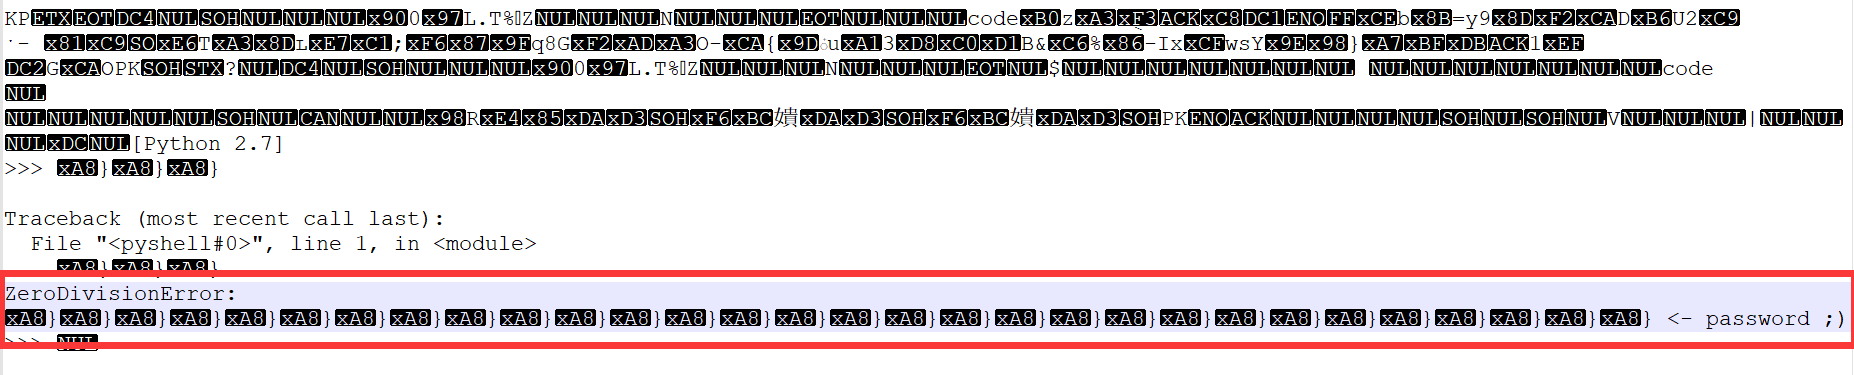 KPETXEOTDC4NULSOHNULNULNULx900x97L.T%ZNULNULNULNULNNULNULNULNULEOTNULNULNULNULcodexB0zxA3xF3ACKxC8DC1ENQFFxCEbx8B=y9x8DxF2xCADxB6U2xC9
x81xC9SOxE6TxA3x8DLxE7xC1;xF6x87x9Fq8GxF2xADxA3O-xCA{x9DuxA13xD8xC0xD1B&xC6%x86-IxxCFwsYx9Ex98}xA7xBFxDBACK1xEF
DC2GxCAOPKSOHSTX?NULDC4NULSOHNULNULNULx900x97L.T%ZNULNULNULNULNNULNULNULNULEOTNUL$NULNULNULNULNULNULNUL NULNULNULNULNULNULNULcode
NUL
NULNULNULNULNULSOHNULCANNULNULx98RxE4x85xDAxD3SOHxF6xBC嬇xDAxD3SOHxF6xBC嬇xDAxD3SOHPKENQACKNULNULNULNULSOHNULSOHNULVNULNULNUL|NULNUL
NULxDCNUL[Python 2.7]
>>> xA8}xA8}xA8}
Traceback (most recent call last):
File "<pyshell#0>", line 1, in <module>
xA8}xA8}xA8}
ZeroDivisionError:
xA8}xA8}xA8}xA8}xA8}xA8}xA8}xA8}xA8}xA8}xA8}xA8}xA8}xA8}xA8}xA8}xA8}xA8}xA8}xA8}xA8}xA8}xA8}xA8}xA8}xA8}xA8}xA8}xA8}xA8} <- password ;)
>>> NUL